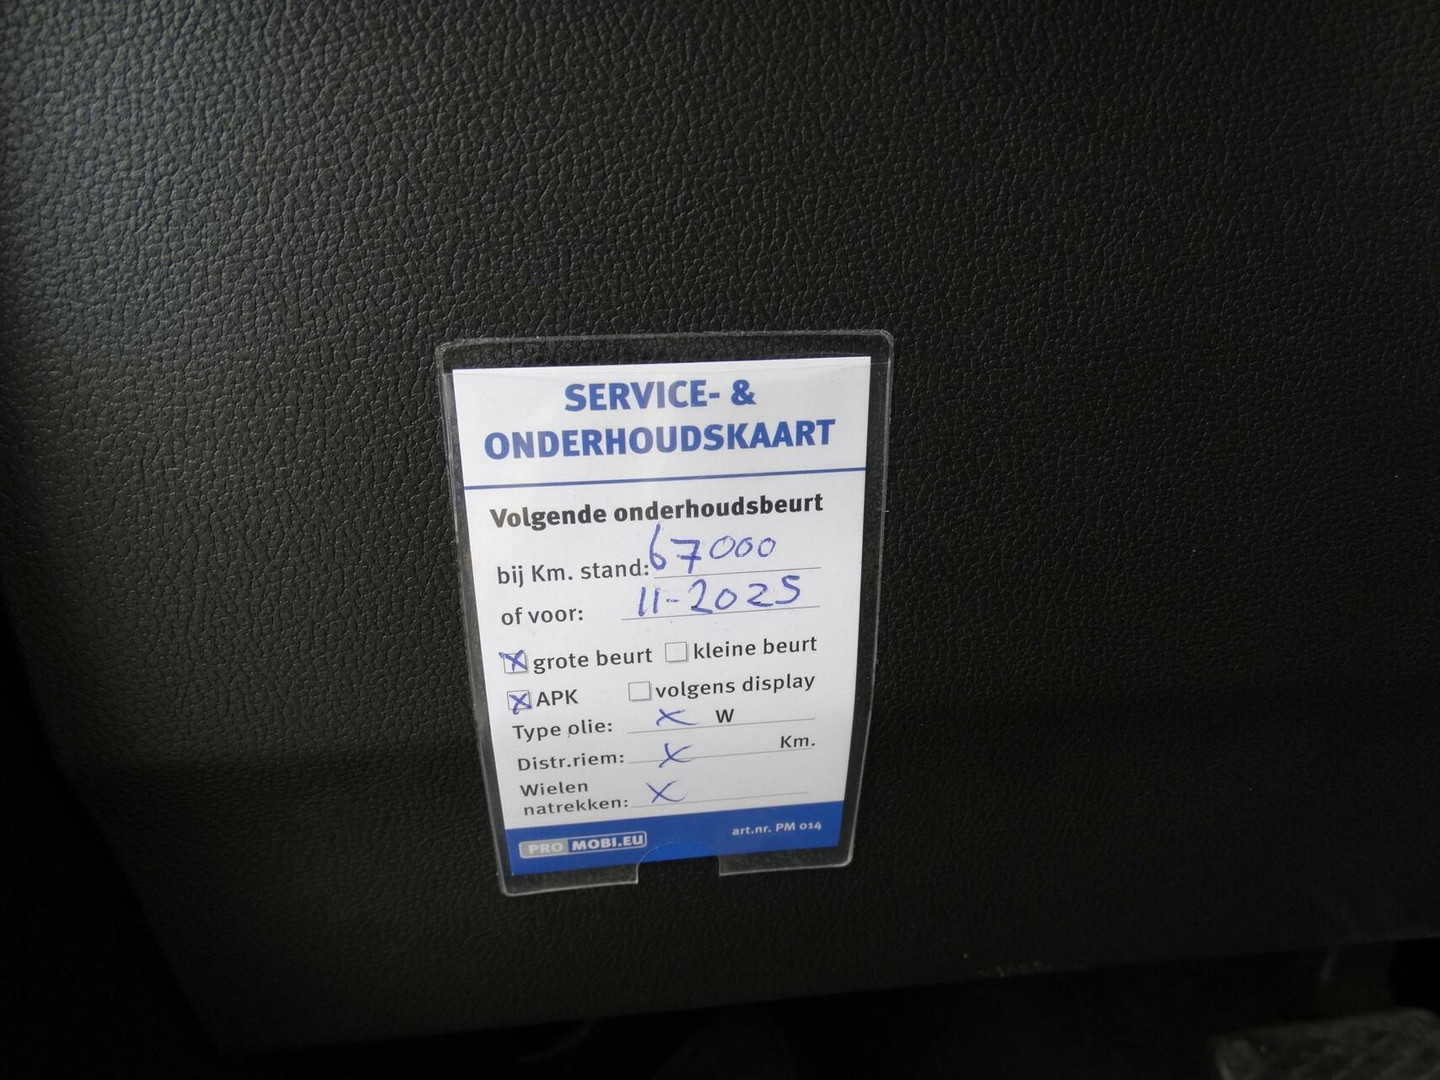 SERVICE- &
ONDERHOUDSKAART
Volgende onderhoudsbeurt
bij Km. stand: 67000
of voor: 11-2025
x grote beurt kleine beurt
x APK volgens display
Type olie: x W
Distr.riem: x Km.
Wielen
natrekken: x
PRO MOBI.EU art.nr. PM 014